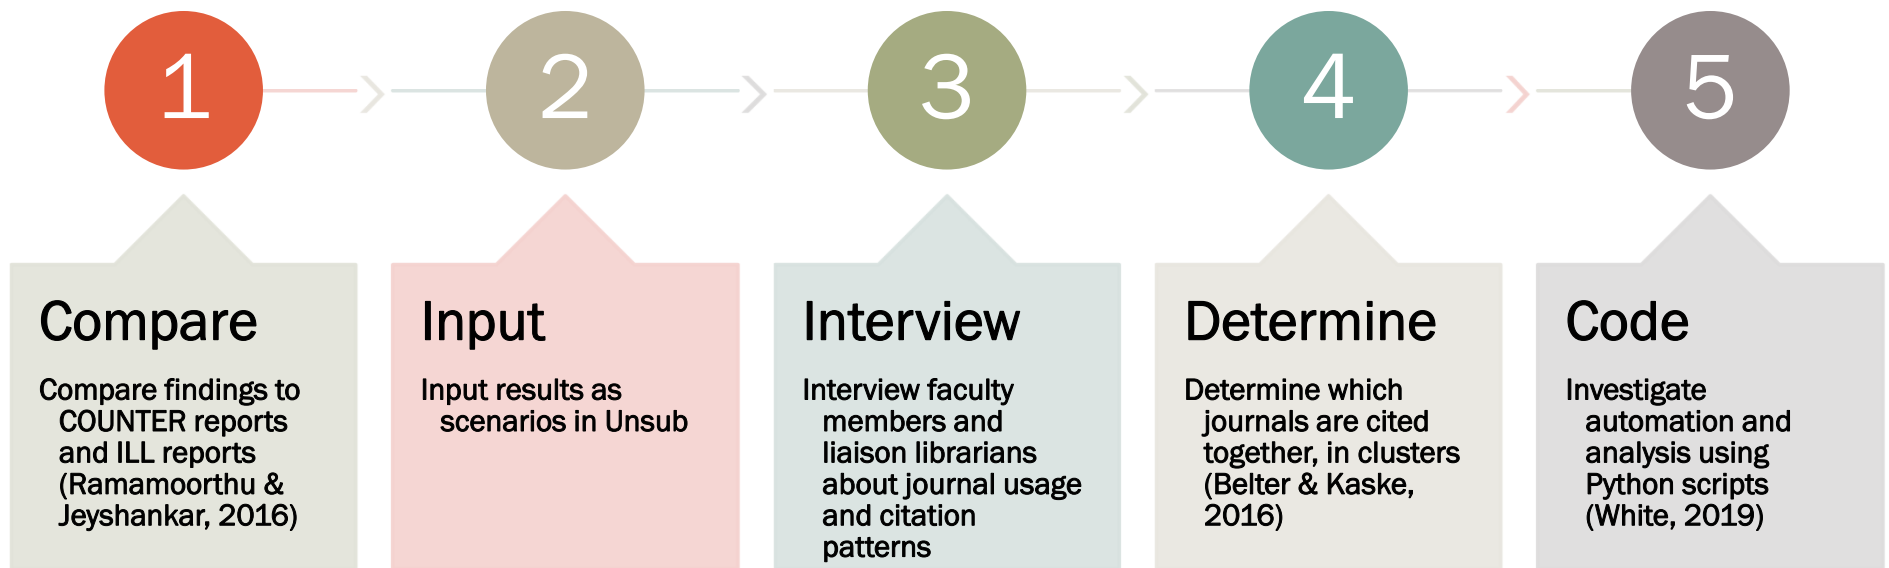 1
2
3
4
5
Compare
Compare findings to
COUNTER reports
and ILL reports
(Ramamoorthu &
Jeyshankar, 2016)
Input
Input results as
scenarios in Unsub
Interview
Interview faculty
members and
liaison librarians
about journal usage
and citation
patterns
Determine
Determine which
journals are cited
together, in clusters
(Belter & Kaske,
2016)
Code
Investigate
automation and
analysis using
Python scripts
(White, 2019)